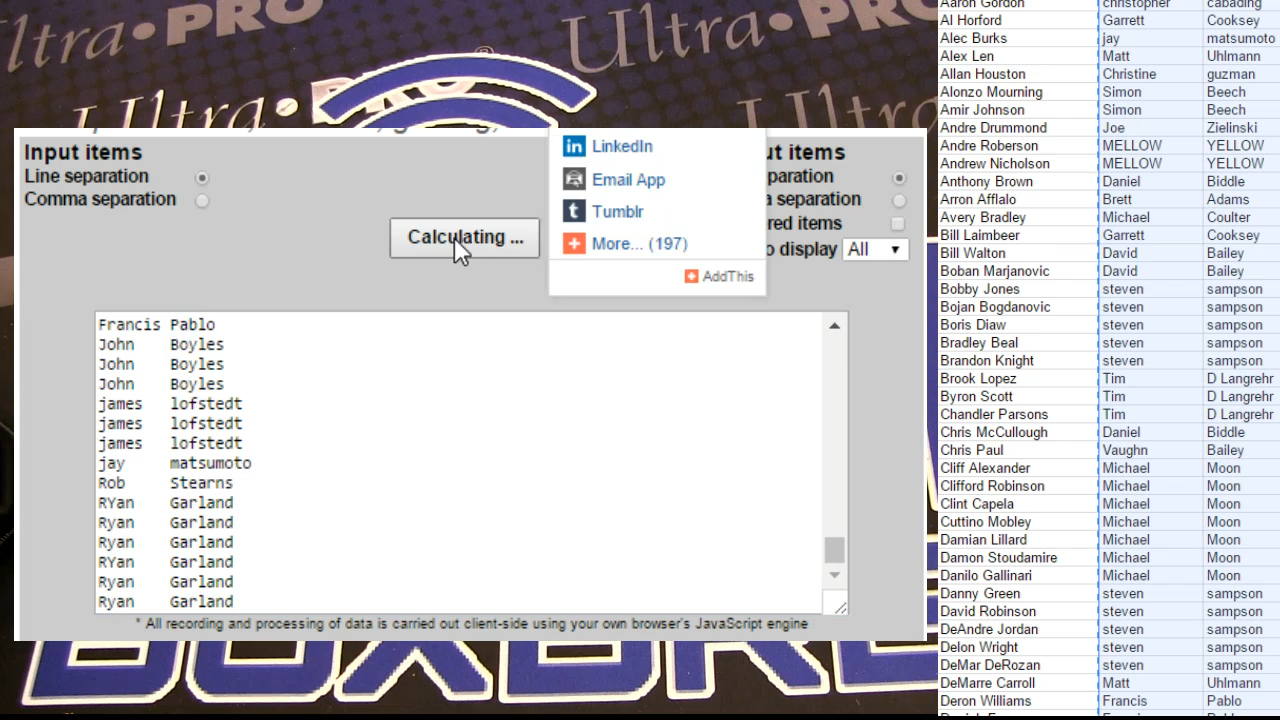 Ultra•PRO
Ultra•PRO
Ultra•PRO
Ultra
Input items
Line separation
Comma separation
Calculating ...
LinkedIn
Email App
Tumblr
More... (197)
AddThis
ut items
paration
a separation
red items
o display All
Francis Pablo
John Boyles
John Boyles
John Boyles
james lofstedt
james lofstedt
james lofstedt
jay matsumoto
Rob Stearns
RYan Garland
Ryan Garland
Ryan Garland
RYan Garland
Ryan Garland
Ryan Garland
* All recording and processing of data is carried out client-side using your own browser's JavaScript engine
Aaron Gordon christopher cabading
Al Horford Garrett Cooksey
Alec Burks jay matsumoto
Alex Len Matt Uhlmann
Allan Houston Christine guzman
Alonzo Mourning Simon Beech
Amir Johnson Simon Beech
Andre Drummond Joe Zielinski
Andre Roberson MELLOW YELLOW
Andrew Nicholson MELLOW YELLOW
Anthony Brown Daniel Biddle
Arron Afflalo Brett Adams
Avery Bradley Michael Coulter
Bill Laimbeer Garrett Cooksey
Bill Walton David Bailey
Boban Marjanovic David Bailey
Bobby Jones steven sampson
Bojan Bogdanovic steven sampson
Boris Diaw steven sampson
Bradley Beal steven sampson
Brandon Knight steven sampson
Brook Lopez Tim D Langrehr
Byron Scott Tim D Langrehr
Chandler Parsons Tim D Langrehr
Chris McCullough Daniel Biddle
Chris Paul Vaughn Bailey
Cliff Alexander Michael Moon
Clifford Robinson Michael Moon
Clint Capela Michael Moon
Cuttino Mobley Michael Moon
Damian Lillard Michael Moon
Damon Stoudamire Michael Moon
Danilo Gallinari Michael Moon
Danny Green steven sampson
David Robinson steven sampson
DeAndre Jordan steven sampson
Delon Wright steven sampson
DeMar DeRozan steven sampson
DeMarre Carroll Matt Uhlmann
Deron Williams Francis Pablo